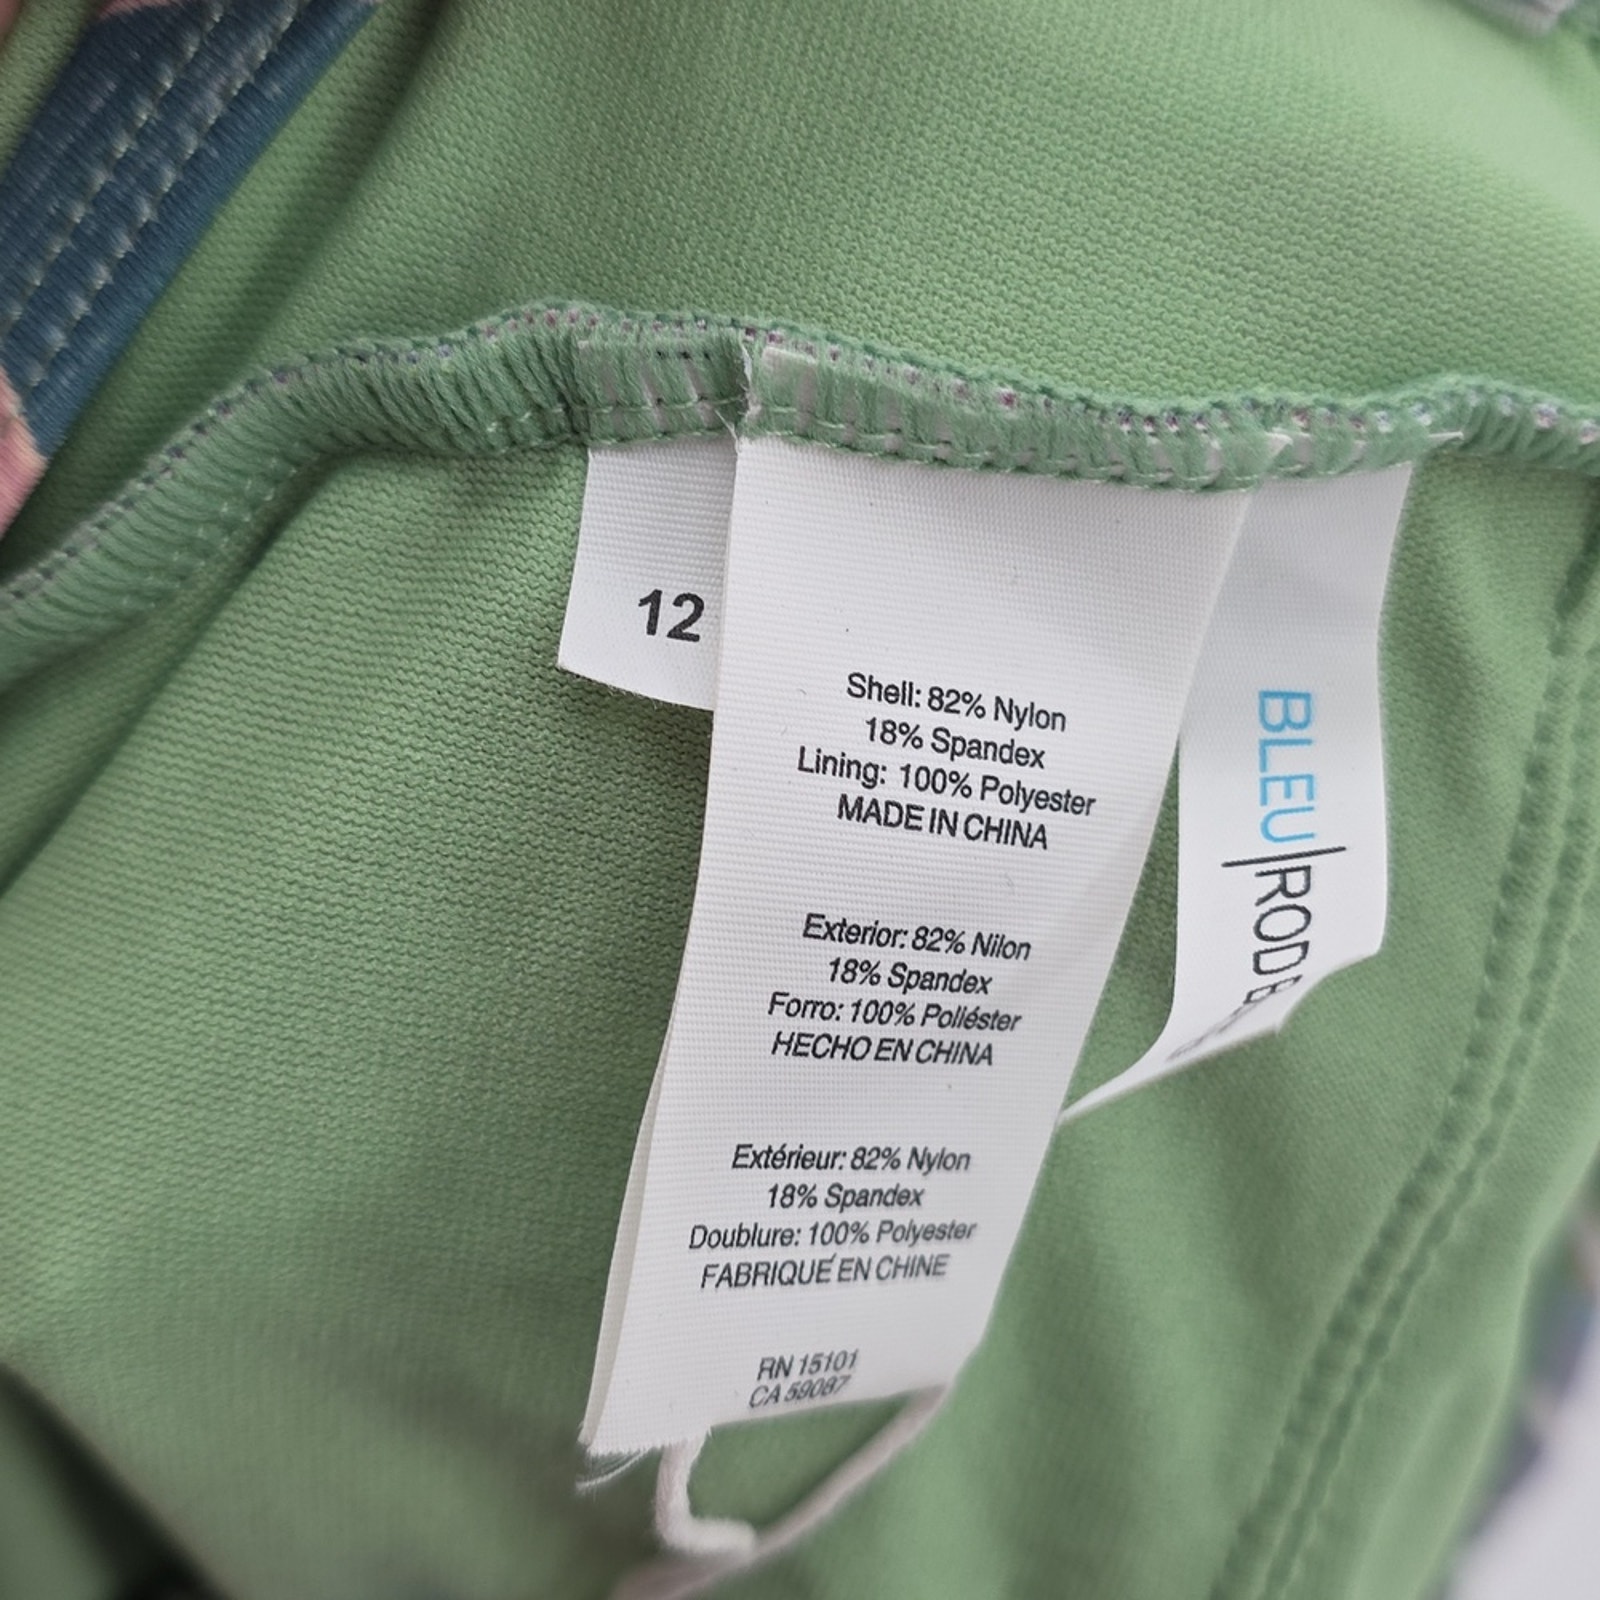 12
Shell: 82% Nylon
18% Spandex
Lining: 100% Polyester
MADE IN CHINA
Exterior: 82% Nilon
18% Spandex
Forro: 100% Poliéster
HECHO EN CHINA
Extérieur: 82% Nylon
18% Spandex
Doublure: 100% Polyester
FABRIQUÉ EN CHINE
RN 15101
CA 59087
BLEU|ROD